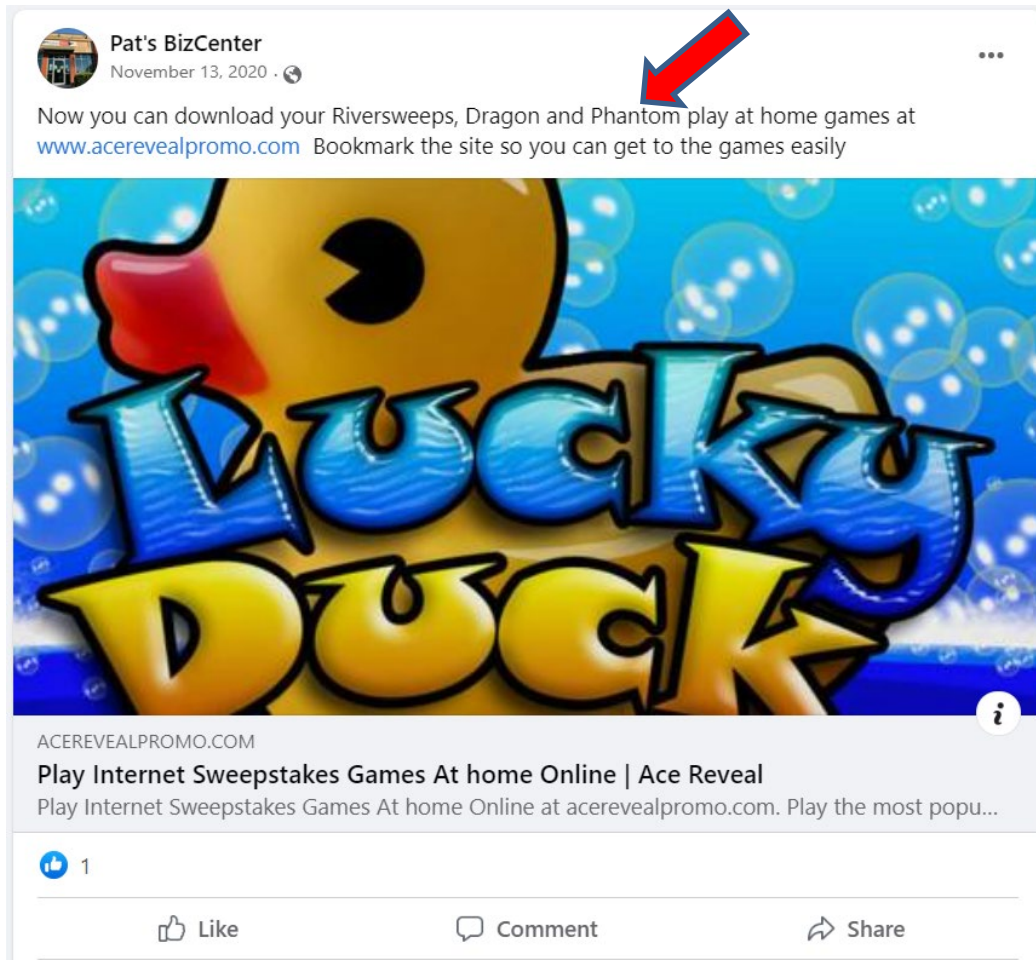 Pat's BizCenter
November 13, 2020 ·
Now you can download your Riversweeps, Dragon and Phantom play at home games at
www.acerevealpromo.com Bookmark the site so you can get to the games easily
Lucky
Duck
i
ACEREVEALPROMO.COM
Play Internet Sweepstakes Games At home Online | Ace Reveal
Play Internet Sweepstakes Games At home Online at acerevealpromo.com. Play the most popu...
1
Like Comment Share